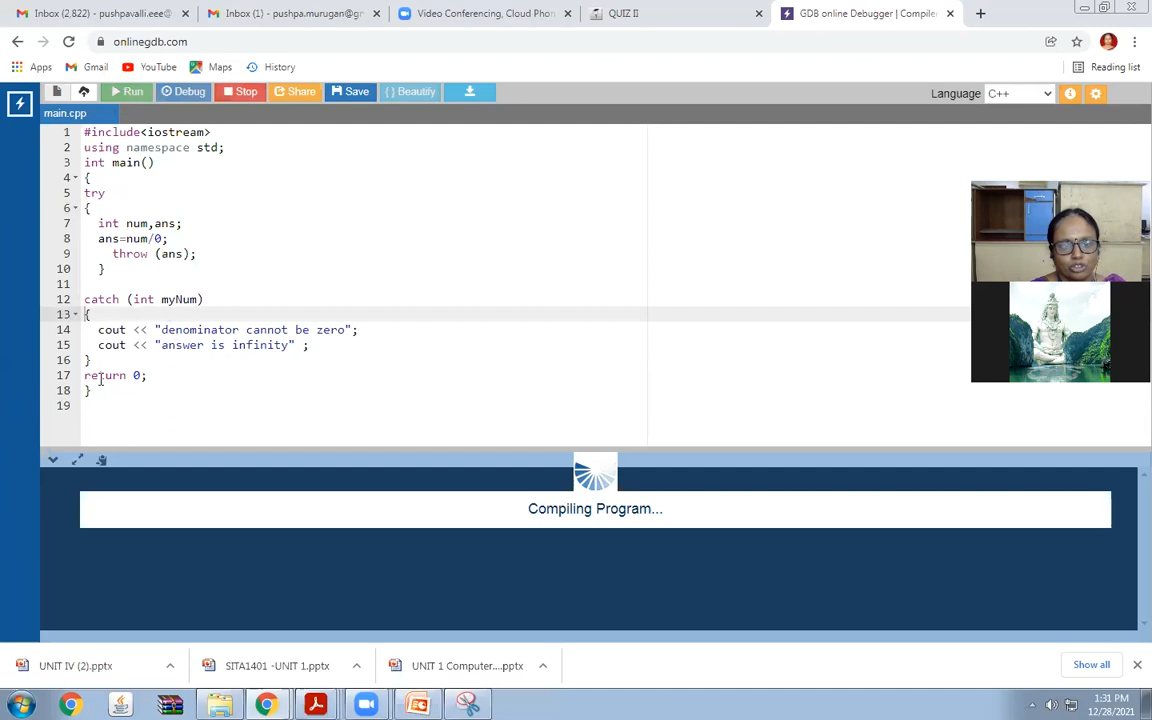 Inbox (2,822) - pushpavalli.eee@
Inbox (1) - pushpa.murugan@gm
Video Conferencing, Cloud Phon
QUIZ II
GDB online Debugger | Compiler
onlinegdb.com
Apps
Gmail
YouTube
Maps
History
Reading list
Run
Debug
Stop
Share
Save
{ } Beautify
Language
C++
main.cpp
1 #include<iostream>
2 using namespace std;
3 int main()
4 {
5 try
6 {
7 int num,ans;
8 ans=num/0;
9 throw (ans);
10 }
11
12 catch (int myNum)
13 {
14 cout << "denominator cannot be zero";
15 cout << "answer is infinity" ;
16 }
17 return 0;
18 }
19
Compiling Program...
UNIT IV (2).pptx
SITA1401 -UNIT 1.pptx
UNIT 1 Computer....pptx
Show all
1:31 PM
12/28/2021